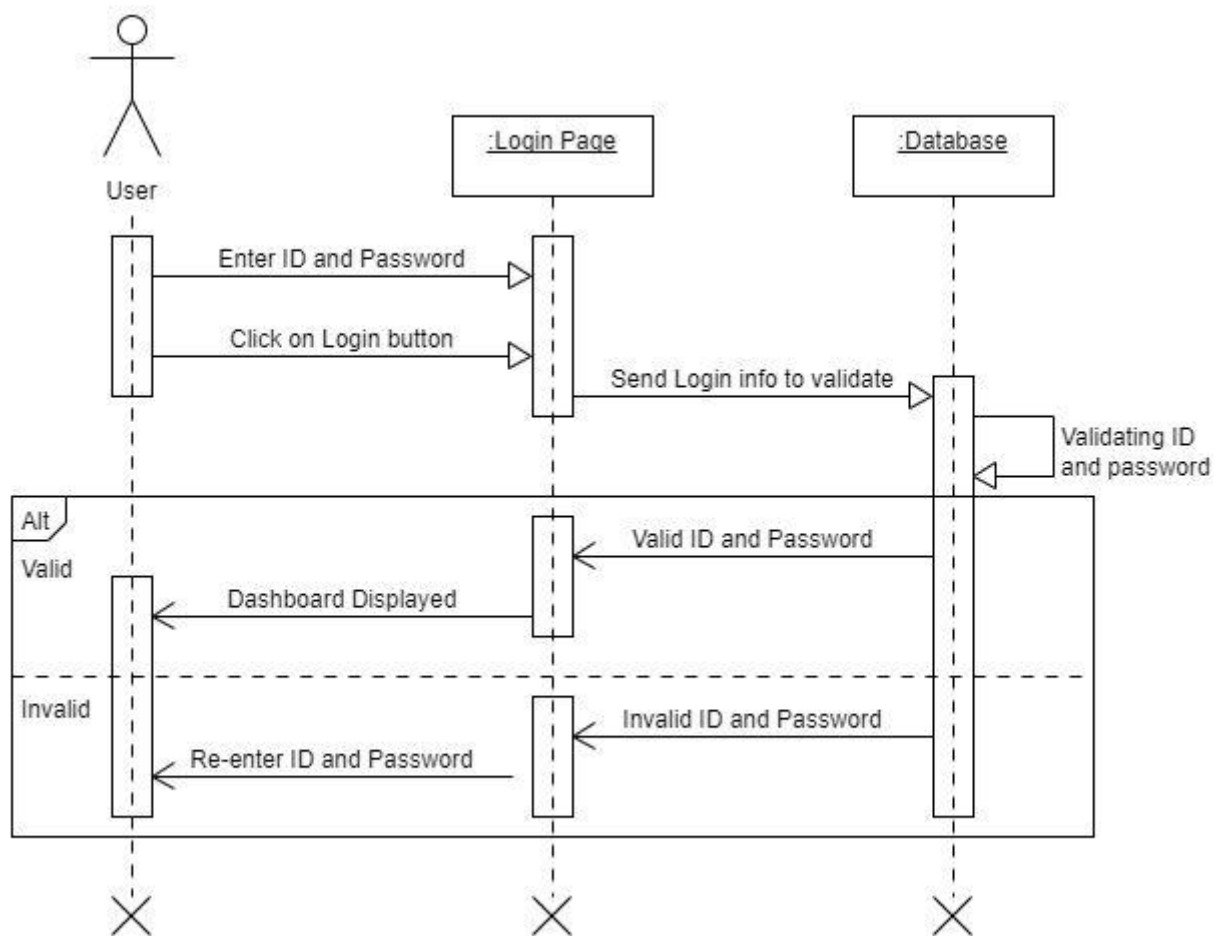 User
:Login Page
:Database
Enter ID and Password
Click on Login button
Send Login info to validate
Validating ID
and password
Alt
Valid
Valid ID and Password
Dashboard Displayed
Invalid
Invalid ID and Password
Re-enter ID and Password